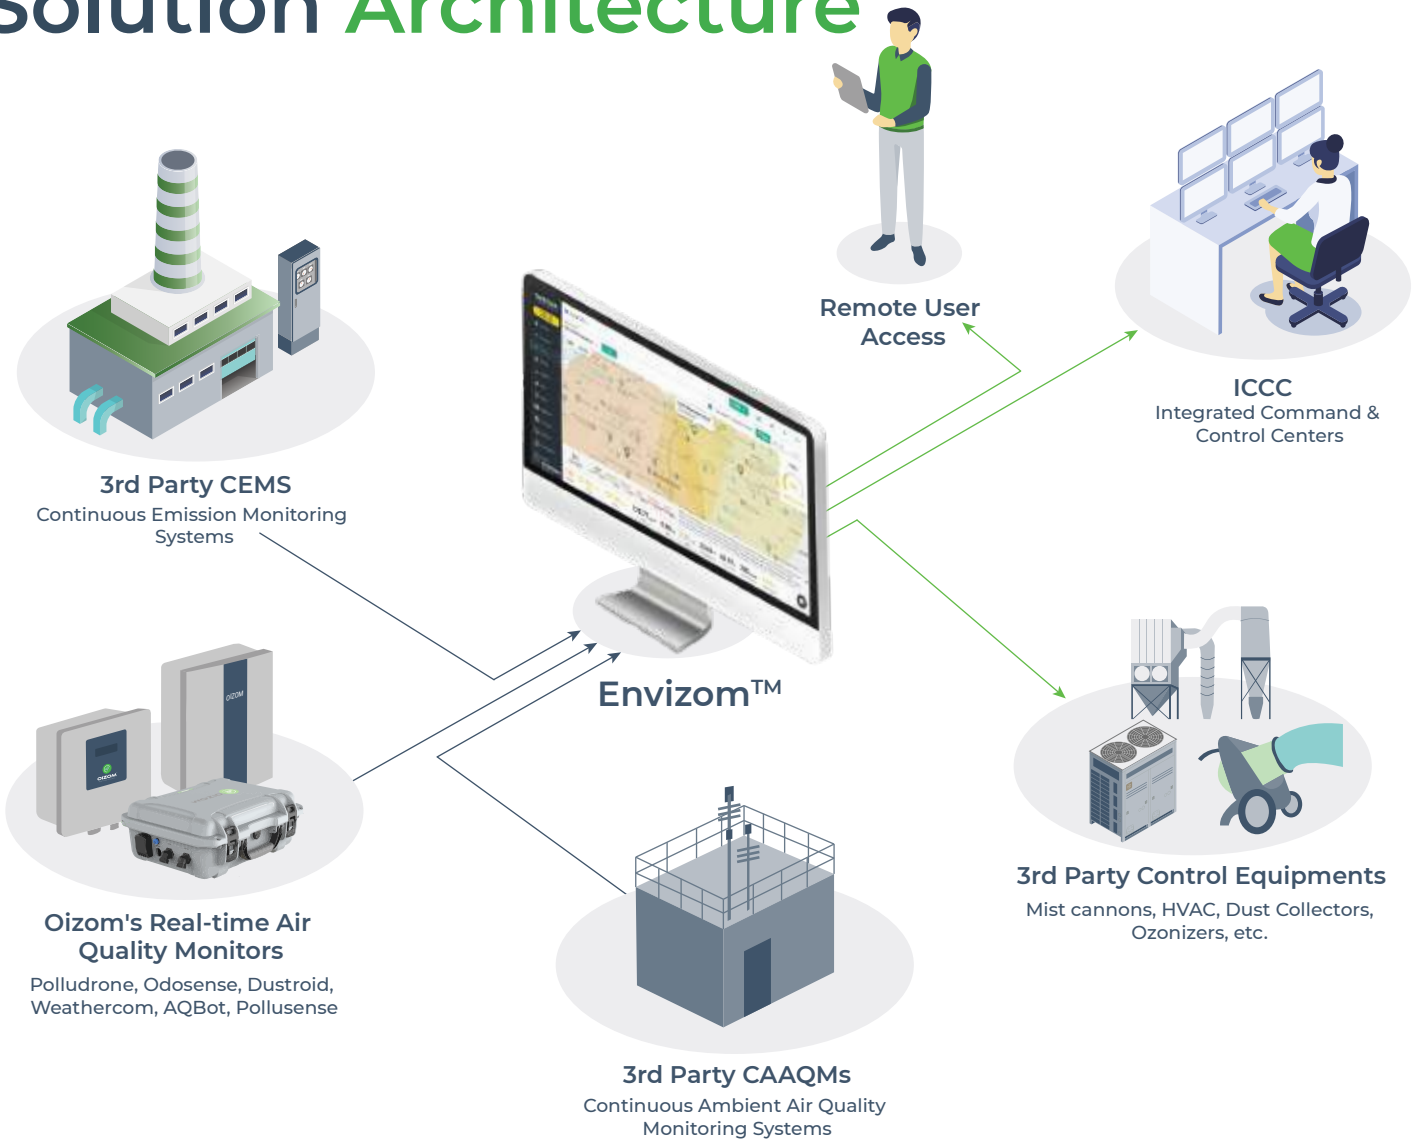 Solution Architecture
Remote User
Access
ICCC
Integrated Command &
Control Centers
3rd Party CEMS
Continuous Emission Monitoring
Systems
Envizom™
OIZOM
OIZOM
3rd Party Control Equipments
Mist cannons, HVAC, Dust Collectors,
Ozonizers, etc.
Oizom's Real-time Air
Quality Monitors
Polludrone, Odosense, Dustroid,
Weathercom, AQBot, Pollusense
3rd Party CAAQMs
Continuous Ambient Air Quality
Monitoring Systems